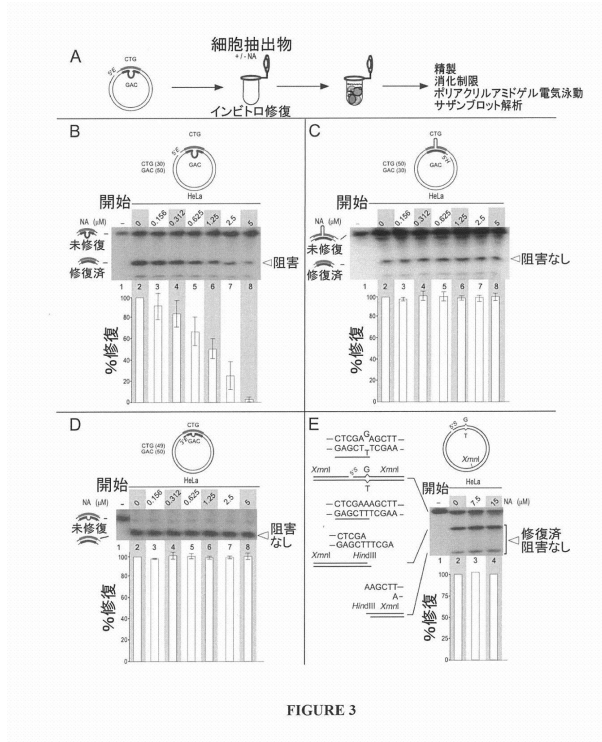 A
5'S
CTG
GAC
細胞抽出物
+/- NA
インビトロ修復
精製
消化制限
ポリアクリルアミドゲル電気泳動
サザンブロット解析
B
CTG (30)
GAC (50)
GAC
開始
HeLa
NA (μM)
– 0 0.156 0.312 0.625 1.25 2.5 5
未修復
修復済
阻害
1 2 3 4 5 6 7 8
%修復
100
80
60
40
20
0
C
CTG
CTG (50)
GAC (30)
GAC
開始
HeLa
NA (μM)
– 0 0.156 0.312 0.625 1.25 2.5 5
未修復
修復済
阻害なし
1 2 3 4 5 6 7 8
%修復
100
80
60
40
20
0
D
CTG
CTG (49)
GAC (50)
GAC
開始
HeLa
NA (μM)
– 0 0.156 0.312 0.625 1.25 2.5 5
未修復
阻害
なし
1 2 3 4 5 6 7 8
%修復
100
80
60
40
20
0
E
G
–CTCGA AGCTT–
–GAGCT TCGAA–
T
XmnI 5'S G XmnI
T
–CTCGAAAGCTT–
–GAGCTTTCGAA–
–CTCGA
–GAGCTTTCGA
XmnI HindIII
AAGCTT–
A–
HindIII XmnI
5'S G
T
XmnI
開始
HeLa
– 0 7.5 15 NA (μM)
修復済
阻害なし
1 2 3 4
%修復
100
75
50
25
0
FIGURE 3